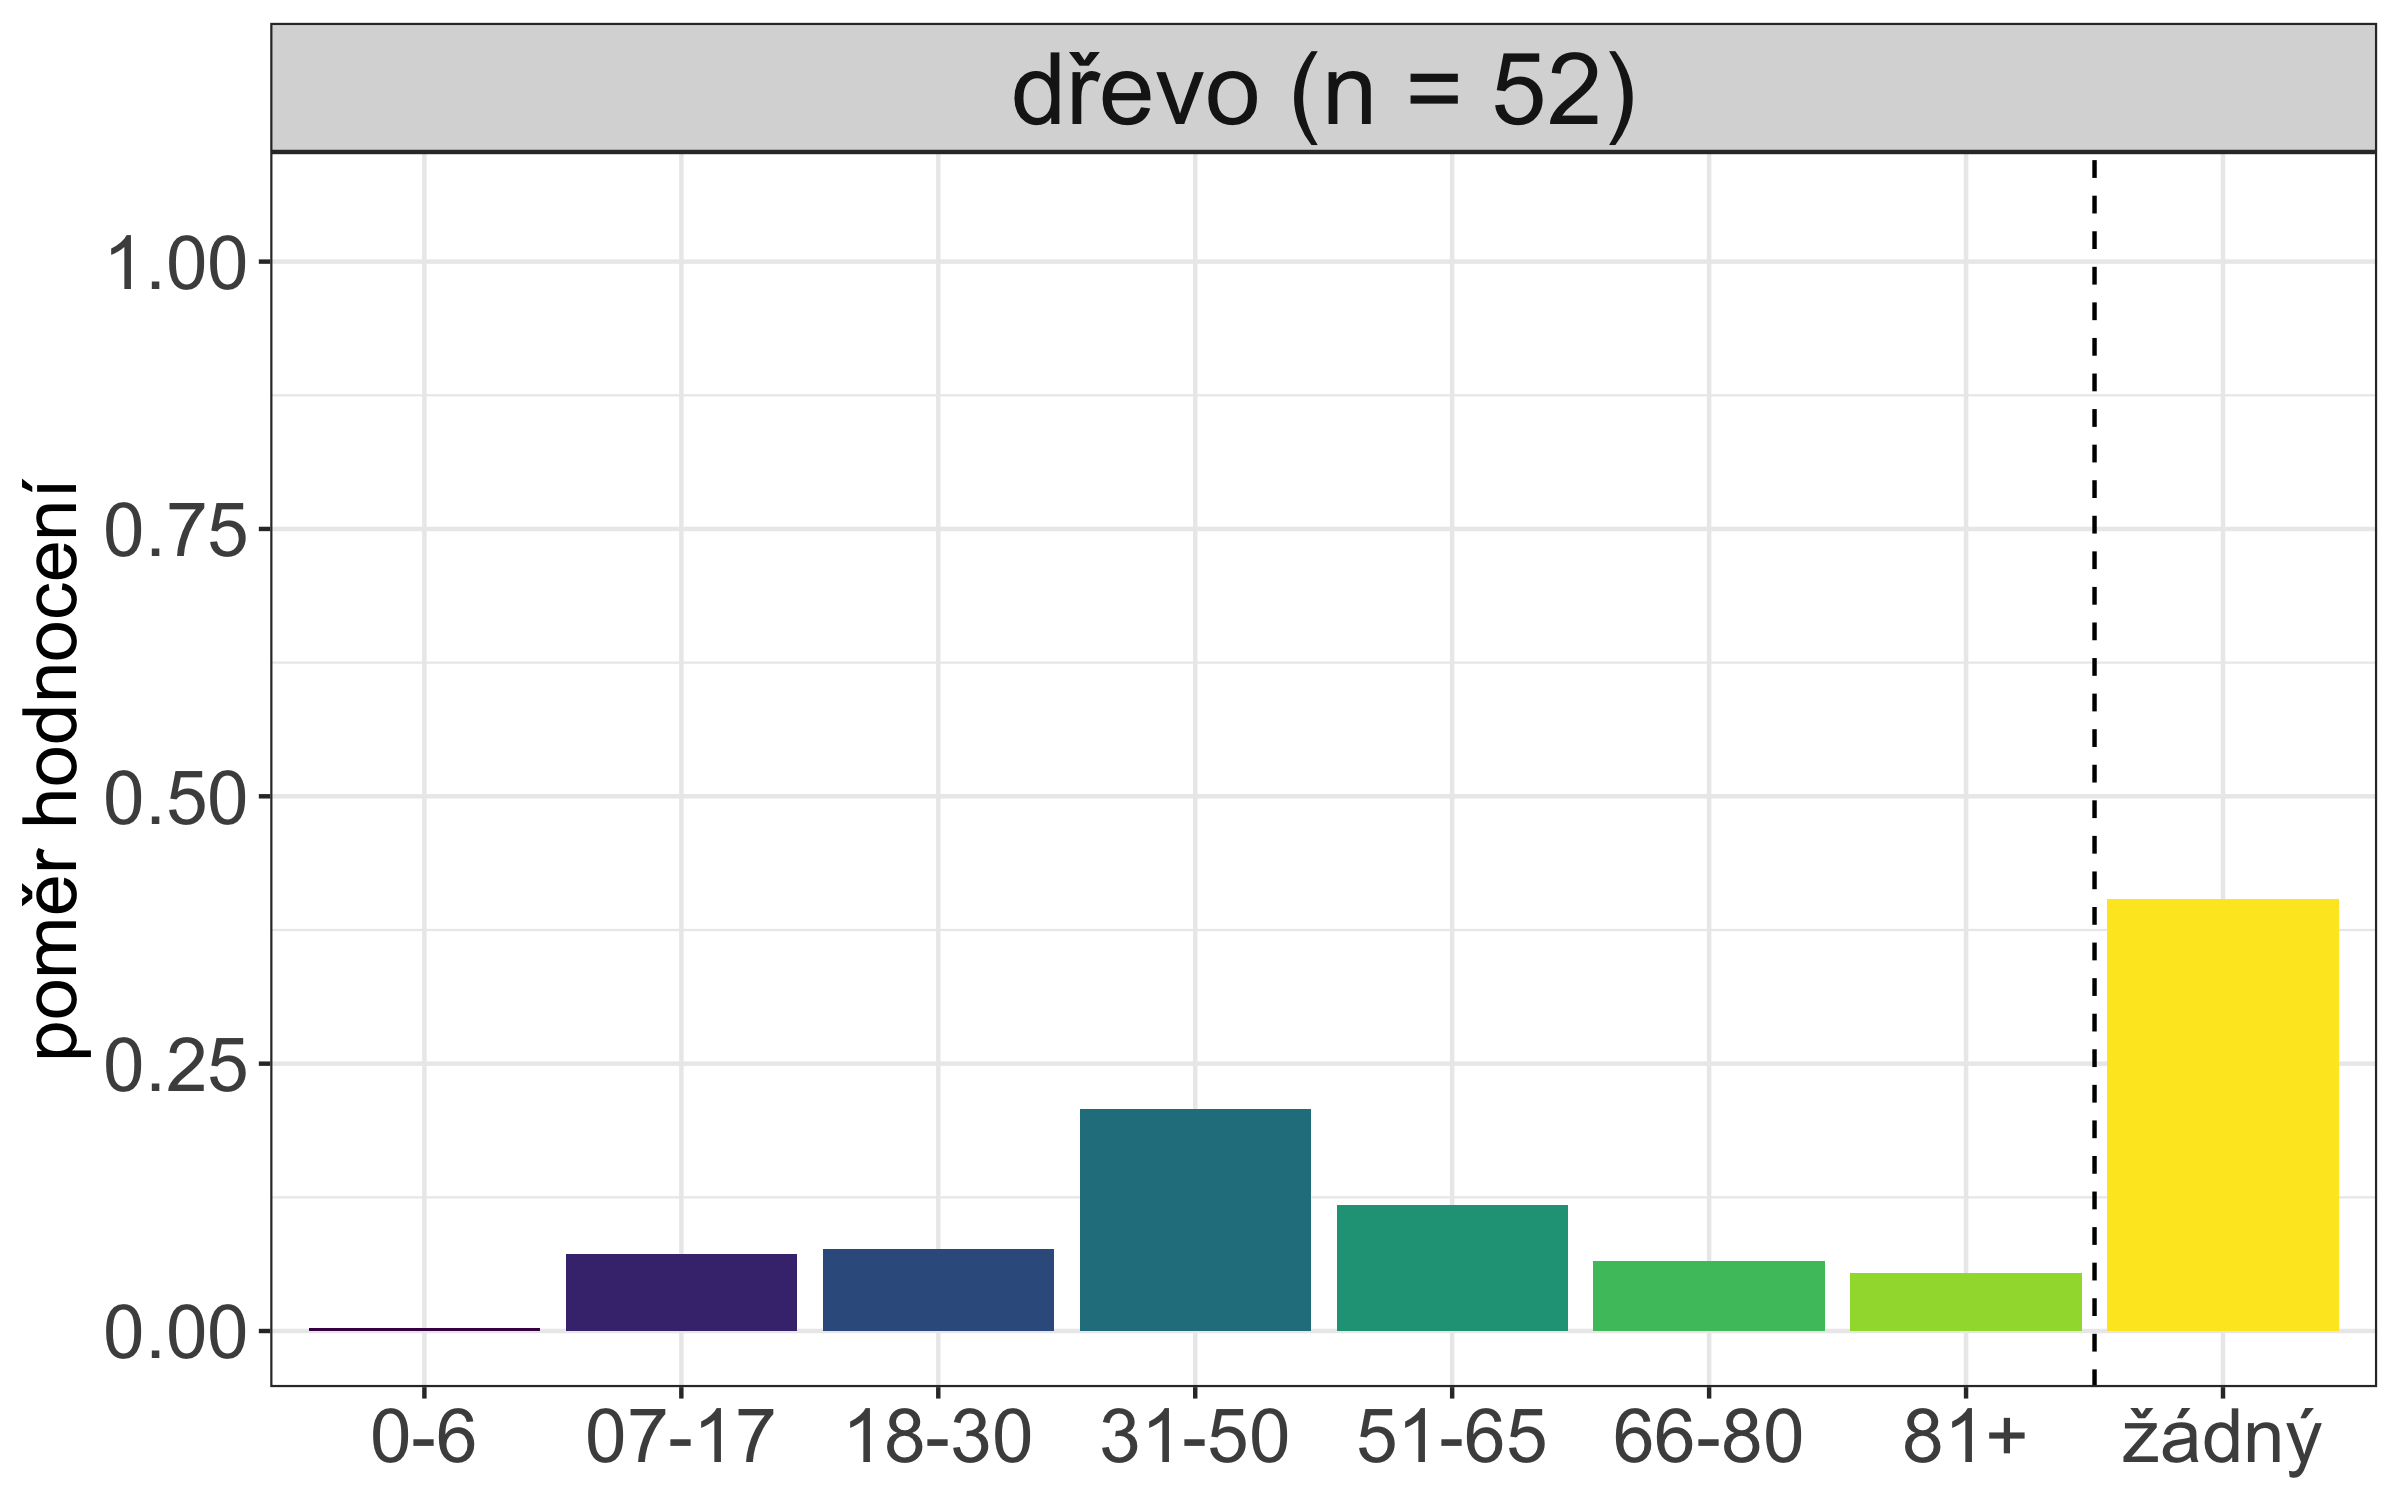 dřevo (n = 52)
poměr hodnocení
1.00
0.75
0.50
0.25
0.00
0-6 07-17 18-30 31-50 51-65 66-80 81+ žádný